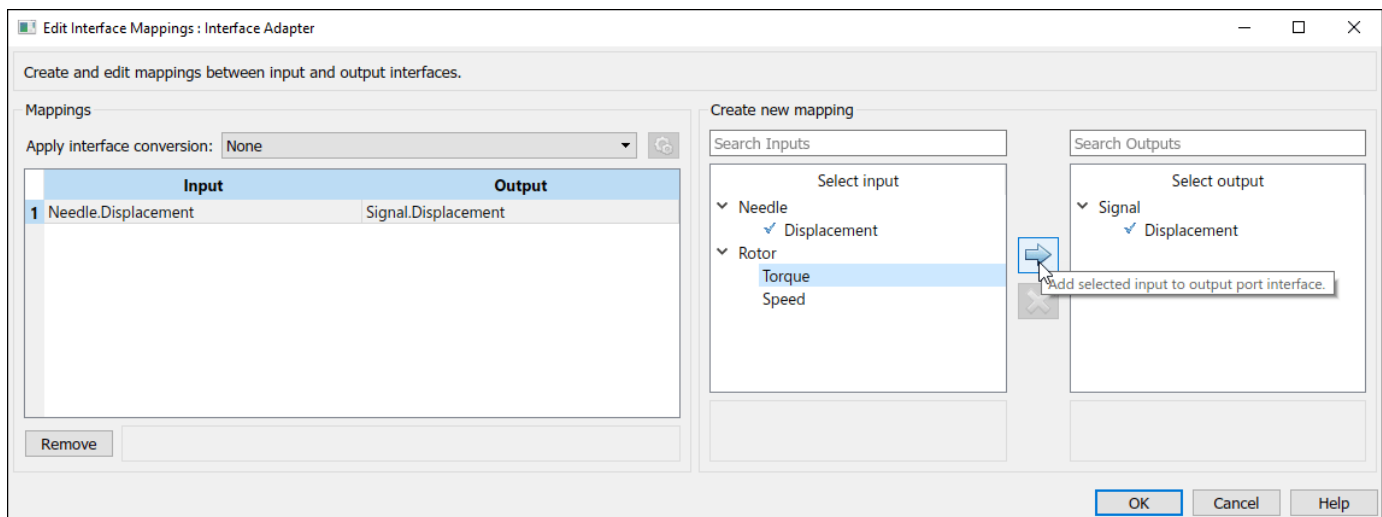 Edit Interface Mappings : Interface Adapter
Create and edit mappings between input and output interfaces.
Mappings
Apply interface conversion: None
Input Output
1 Needle.Displacement Signal.Displacement
Remove
Create new mapping
Search Inputs
Select input
Needle
Displacement
Rotor
Torque
Speed
Add selected input to output port interface.
Search Outputs
Select output
Signal
Displacement
OK Cancel Help